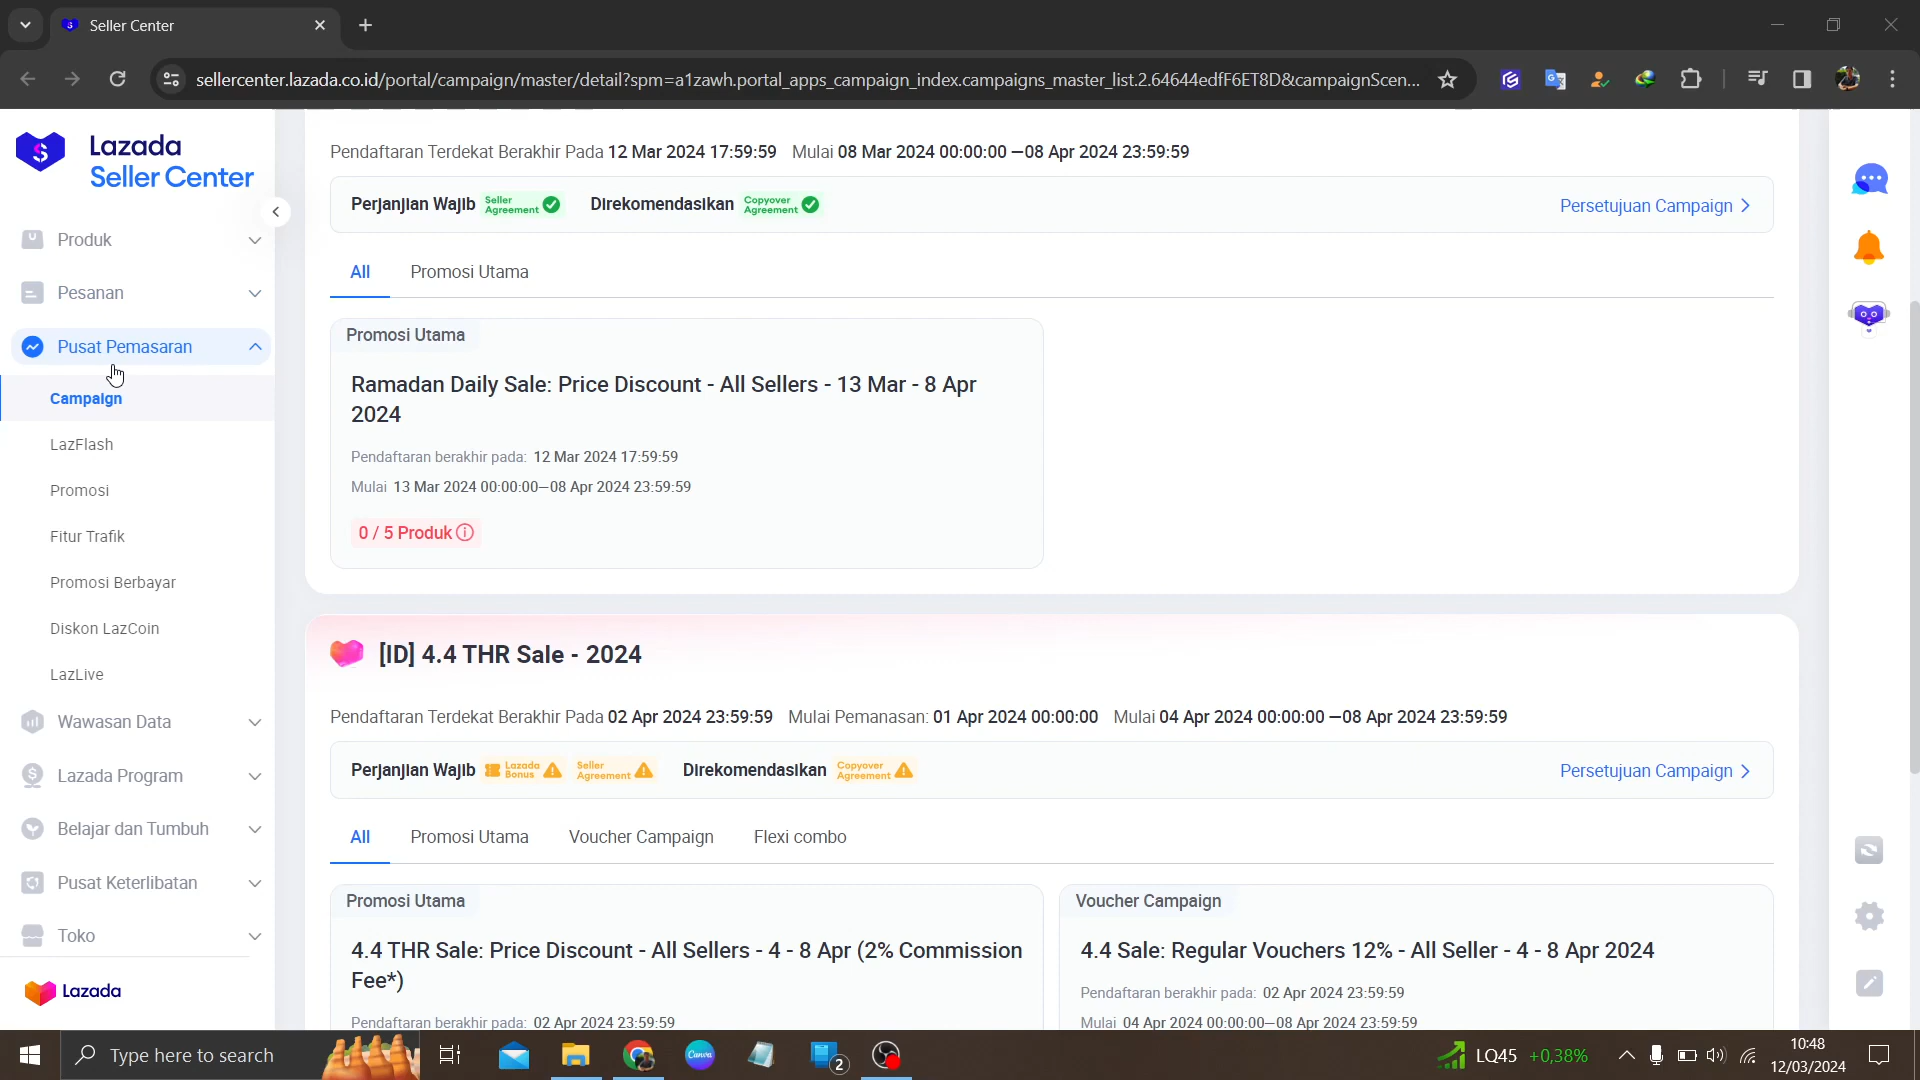 Seller Center
sellercenter.lazada.co.id/portal/campaign/master/detail?spm=a1zawh.portal_apps_campaign_index.campaigns_master_list.2.64644edfF6ET8D&campaignScen...
Lazada
Seller Center
Produk
Pesanan
Pusat Pemasaran
Campaign
LazFlash
Promosi
Fitur Trafik
Promosi Berbayar
Diskon LazCoin
LazLive
Wawasan Data
Lazada Program
Belajar dan Tumbuh
Pusat Keterlibatan
Toko
Lazada
Pendaftaran Terdekat Berakhir Pada 12 Mar 2024 17:59:59 Mulai 08 Mar 2024 00:00:00 —08 Apr 2024 23:59:59
Perjanjian Wajib Seller Agreement Direkomendasikan Copyover Agreement Persetujuan Campaign
All Promosi Utama
Promosi Utama
Ramadan Daily Sale: Price Discount - All Sellers - 13 Mar - 8 Apr
2024
Pendaftaran berakhir pada: 12 Mar 2024 17:59:59
Mulai 13 Mar 2024 00:00:00—08 Apr 2024 23:59:59
0 / 5 Produk
[ID] 4.4 THR Sale - 2024
Pendaftaran Terdekat Berakhir Pada 02 Apr 2024 23:59:59 Mulai Pemanasan: 01 Apr 2024 00:00:00 Mulai 04 Apr 2024 00:00:00 —08 Apr 2024 23:59:59
Perjanjian Wajib Lazada Bonus Seller Agreement Direkomendasikan Copyover Agreement Persetujuan Campaign
All Promosi Utama Voucher Campaign Flexi combo
Promosi Utama
4.4 THR Sale: Price Discount - All Sellers - 4 - 8 Apr (2% Commission
Fee*)
Pendaftaran berakhir pada: 02 Apr 2024 23:59:59
Voucher Campaign
4.4 Sale: Regular Vouchers 12% - All Seller - 4 - 8 Apr 2024
Pendaftaran berakhir pada: 02 Apr 2024 23:59:59
Mulai 04 Apr 2024 00:00:00—08 Apr 2024 23:59:59
Type here to search
Canva
2
LQ45 +0,38%
10:48
12/03/2024